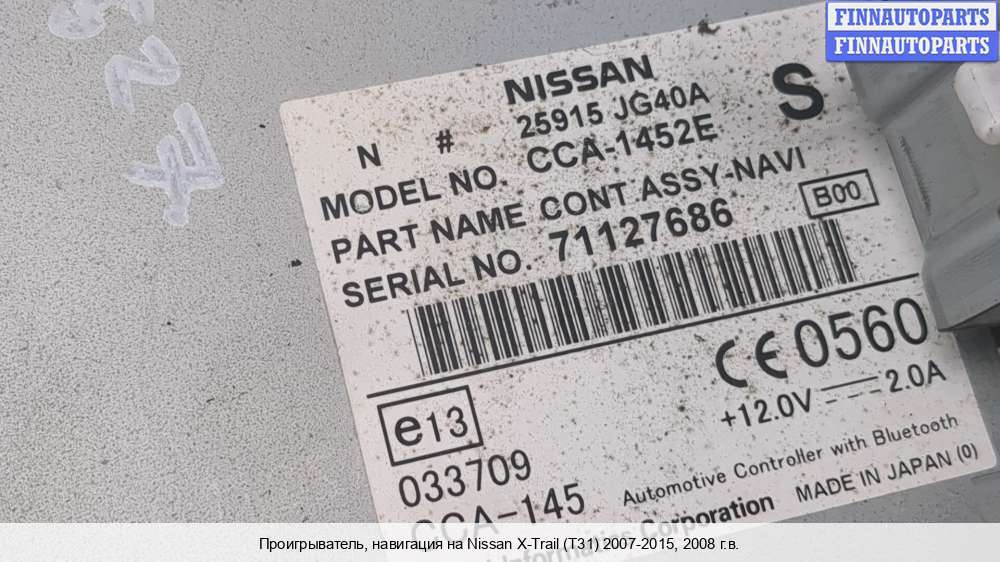 FINNAUTOPARTS
FINNAUTOPARTS
NISSAN
N # 25915 JG40A S
MODEL NO. CCA-1452E
PART NAME CONT ASSY-NAVI
SERIAL NO. 71127686 B00
CE0560
e13 +12.0V 2.0A
033709
CCA-145 Automotive Controller with Bluetooth
Corporation MADE IN JAPAN (0)
Проигрыватель, навигация на Nissan X-Trail (T31) 2007-2015, 2008 г.в.